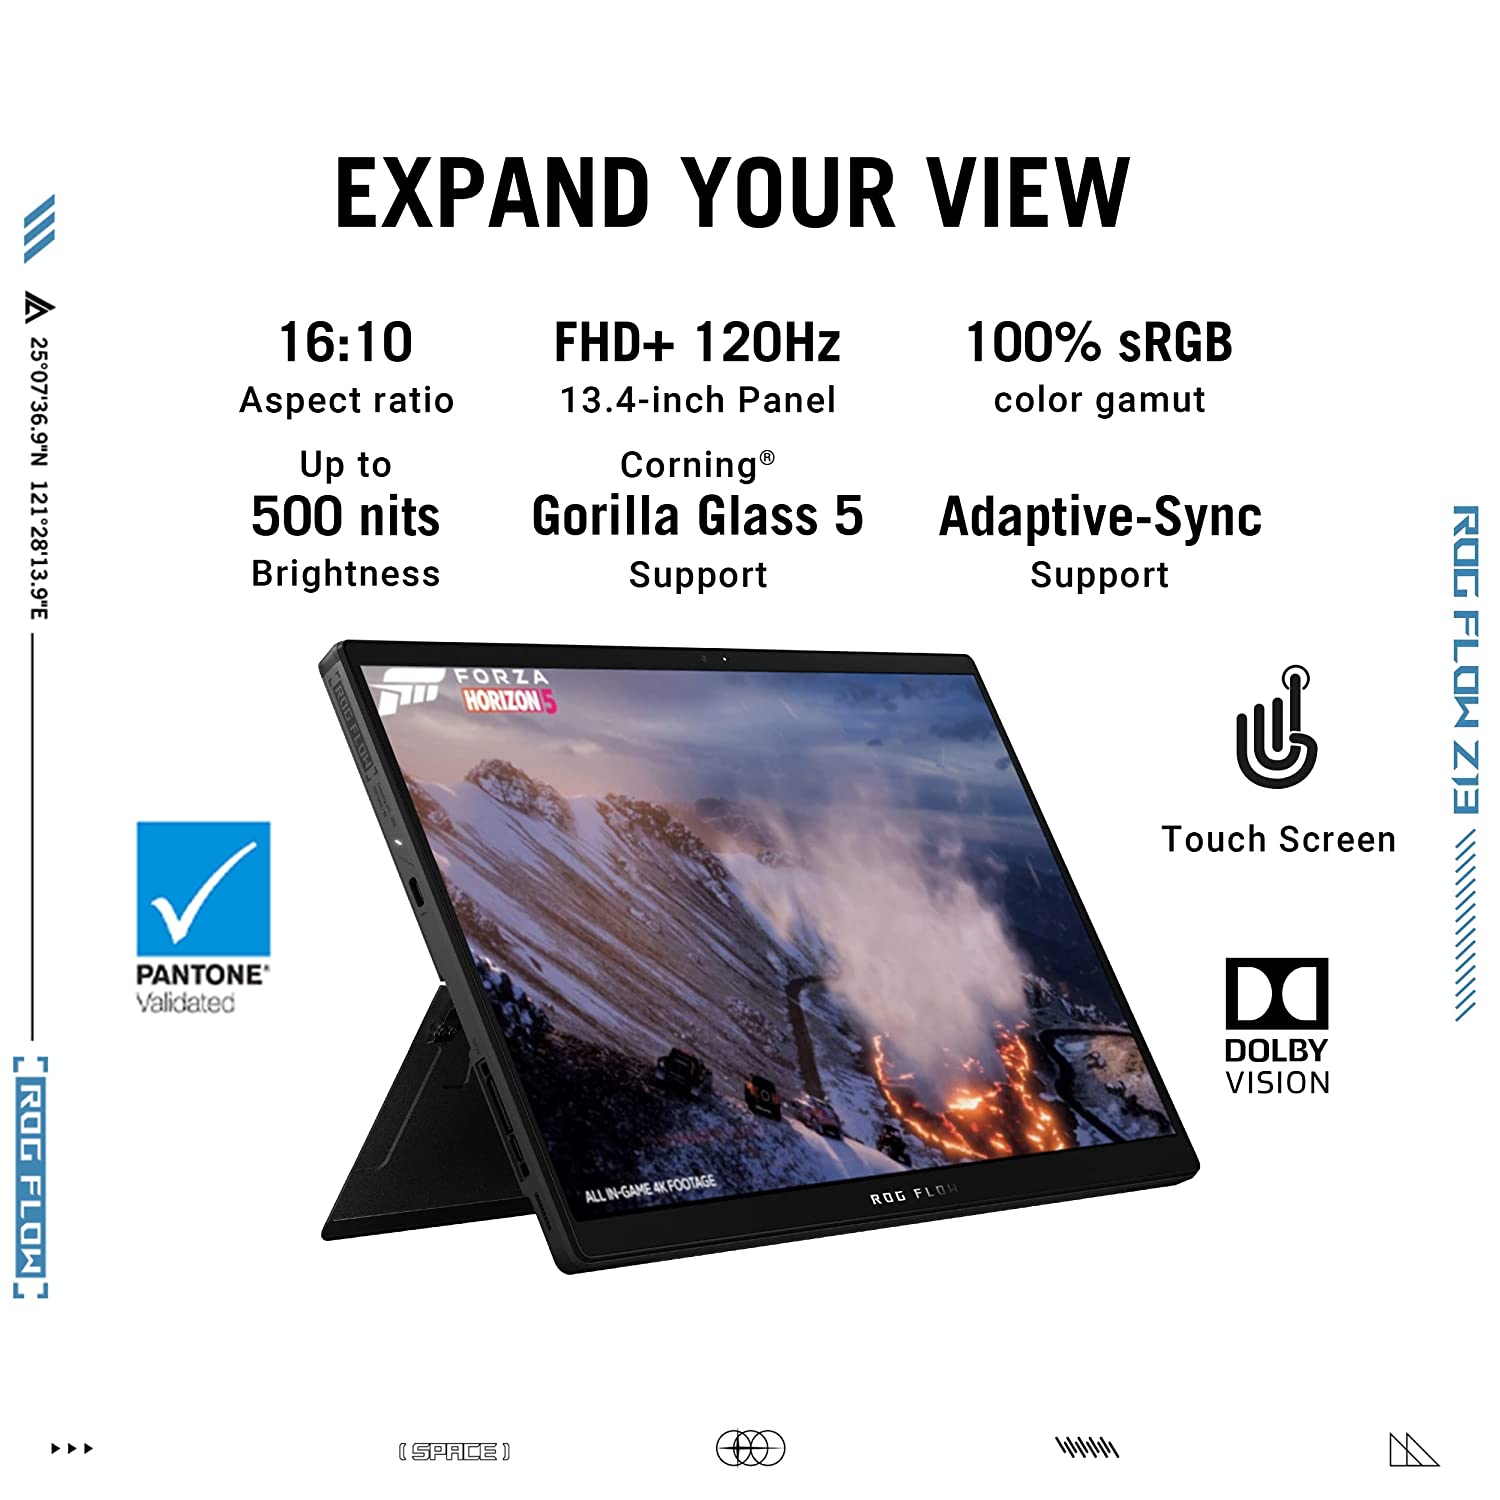 EXPAND YOUR VIEW
16:10
Aspect ratio
FHD+ 120Hz
13.4-inch Panel
100% sRGB
color gamut
Up to
500 nits
Brightness
Corning®
Gorilla Glass 5
Support
Adaptive-Sync
Support
25°07'36.9"N 121°28'13.9"E
ROG FLOW
ROG FLOW Z13
FORZA
HORIZON 5
ROG FLOW
ALL IN-GAME 4K FOOTAGE
ROG FLOW
PANTONE®
Validated
Touch Screen
DOLBY
VISION
(SPACE)